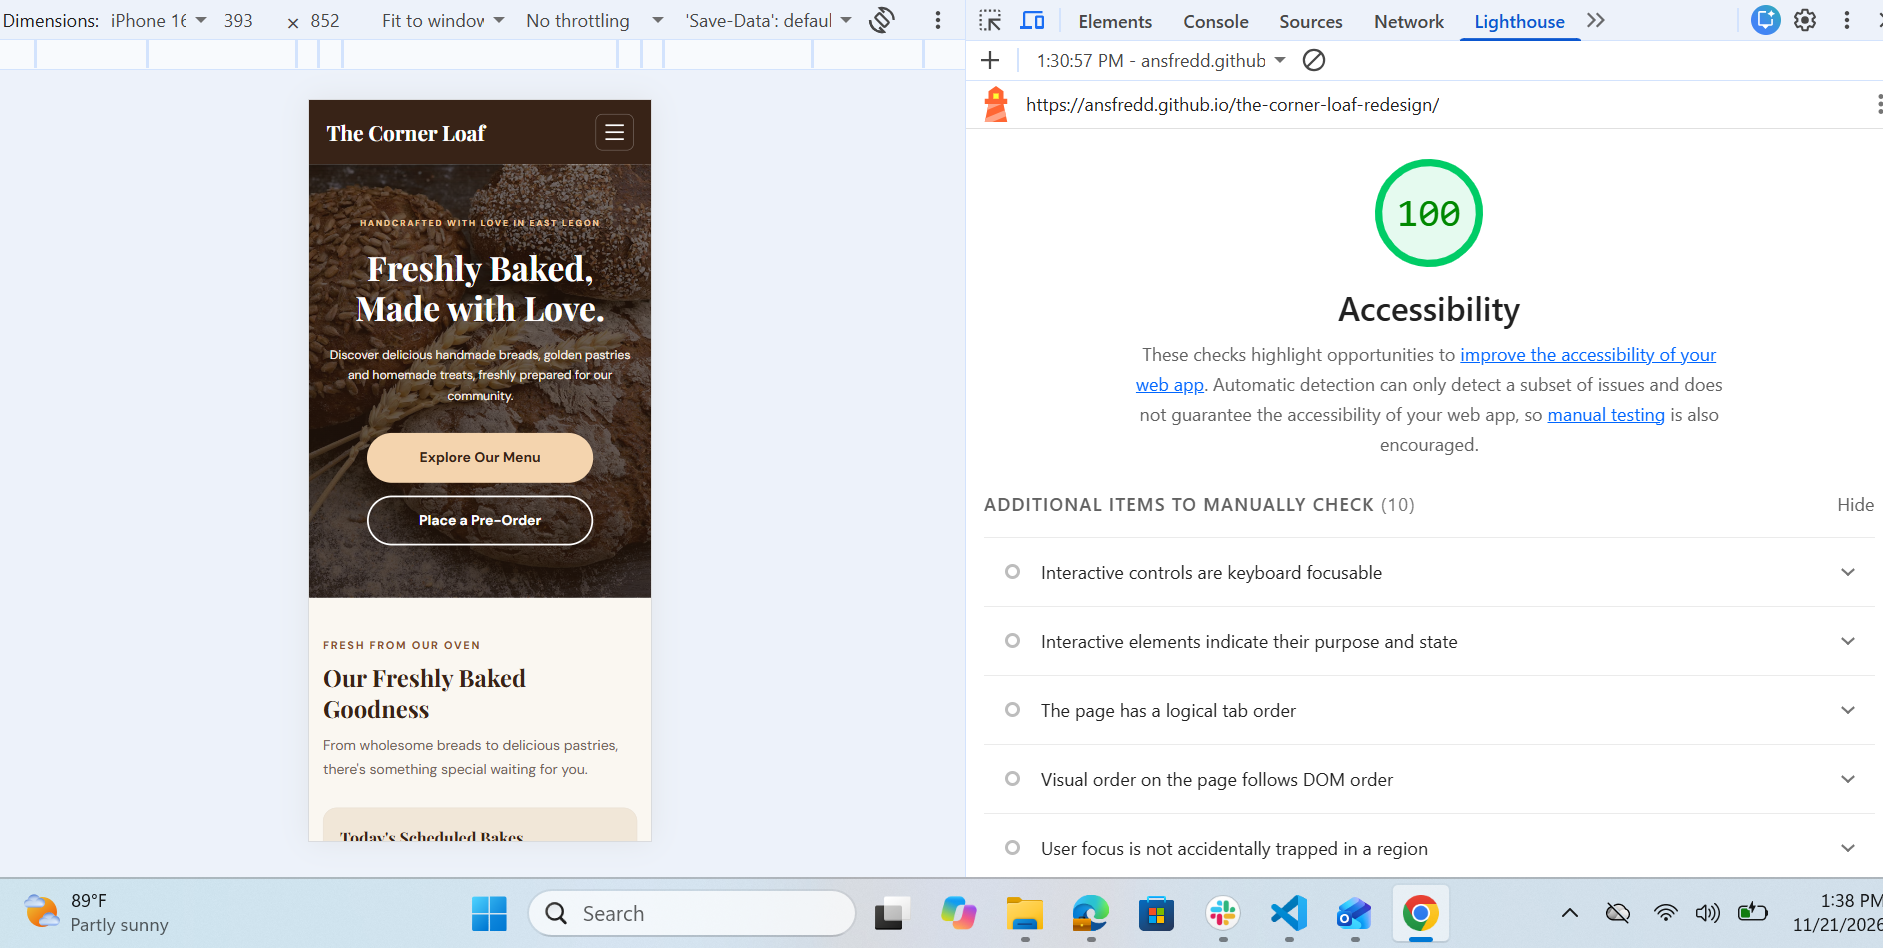 Dimensions: iPhone 16 393 × 852 Fit to window No throttling 'Save-Data': defaul
The Corner Loaf
HANDCRAFTED WITH LOVE IN EAST LEGON
Freshly Baked,
Made with Love.
Discover delicious handmade breads, golden pastries
and homemade treats, freshly prepared for our
community.
Explore Our Menu
Place a Pre-Order
FRESH FROM OUR OVEN
Our Freshly Baked
Goodness
From wholesome breads to delicious pastries,
there's something special waiting for you.
Today's Scheduled Bakes
Elements Console Sources Network Lighthouse
1:30:57 PM - ansfredd.github
https://ansfredd.github.io/the-corner-loaf-redesign/
100
Accessibility
These checks highlight opportunities to improve the accessibility of your
web app. Automatic detection can only detect a subset of issues and does
not guarantee the accessibility of your web app, so manual testing is also
encouraged.
ADDITIONAL ITEMS TO MANUALLY CHECK (10) Hide
Interactive controls are keyboard focusable
Interactive elements indicate their purpose and state
The page has a logical tab order
Visual order on the page follows DOM order
User focus is not accidentally trapped in a region
89°F
Partly sunny
Search
1:38 PM
11/21/2026